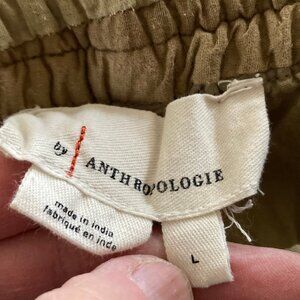 by ANTHROPOLOGIE
made in india
fabriqué en inde
L